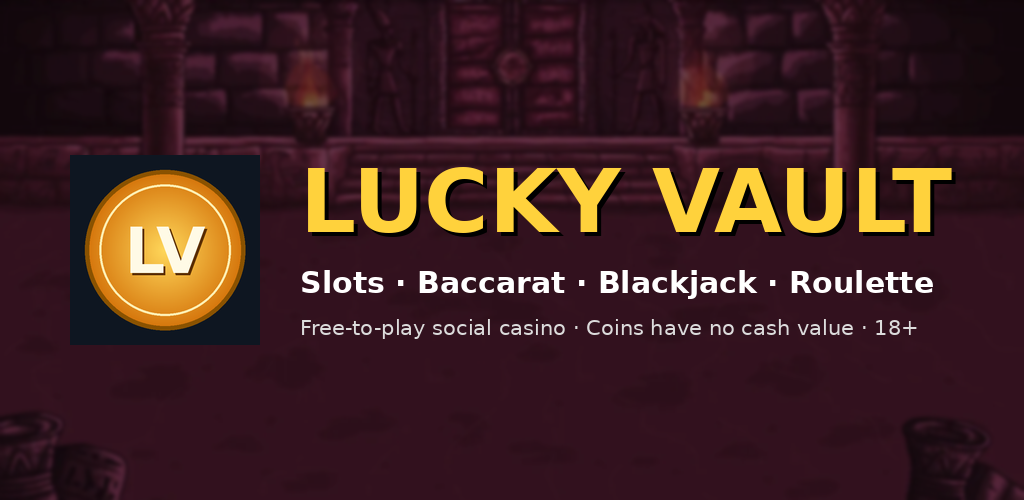 LV
LUCKY VAULT
Slots · Baccarat · Blackjack · Roulette
Free-to-play social casino · Coins have no cash value · 18+